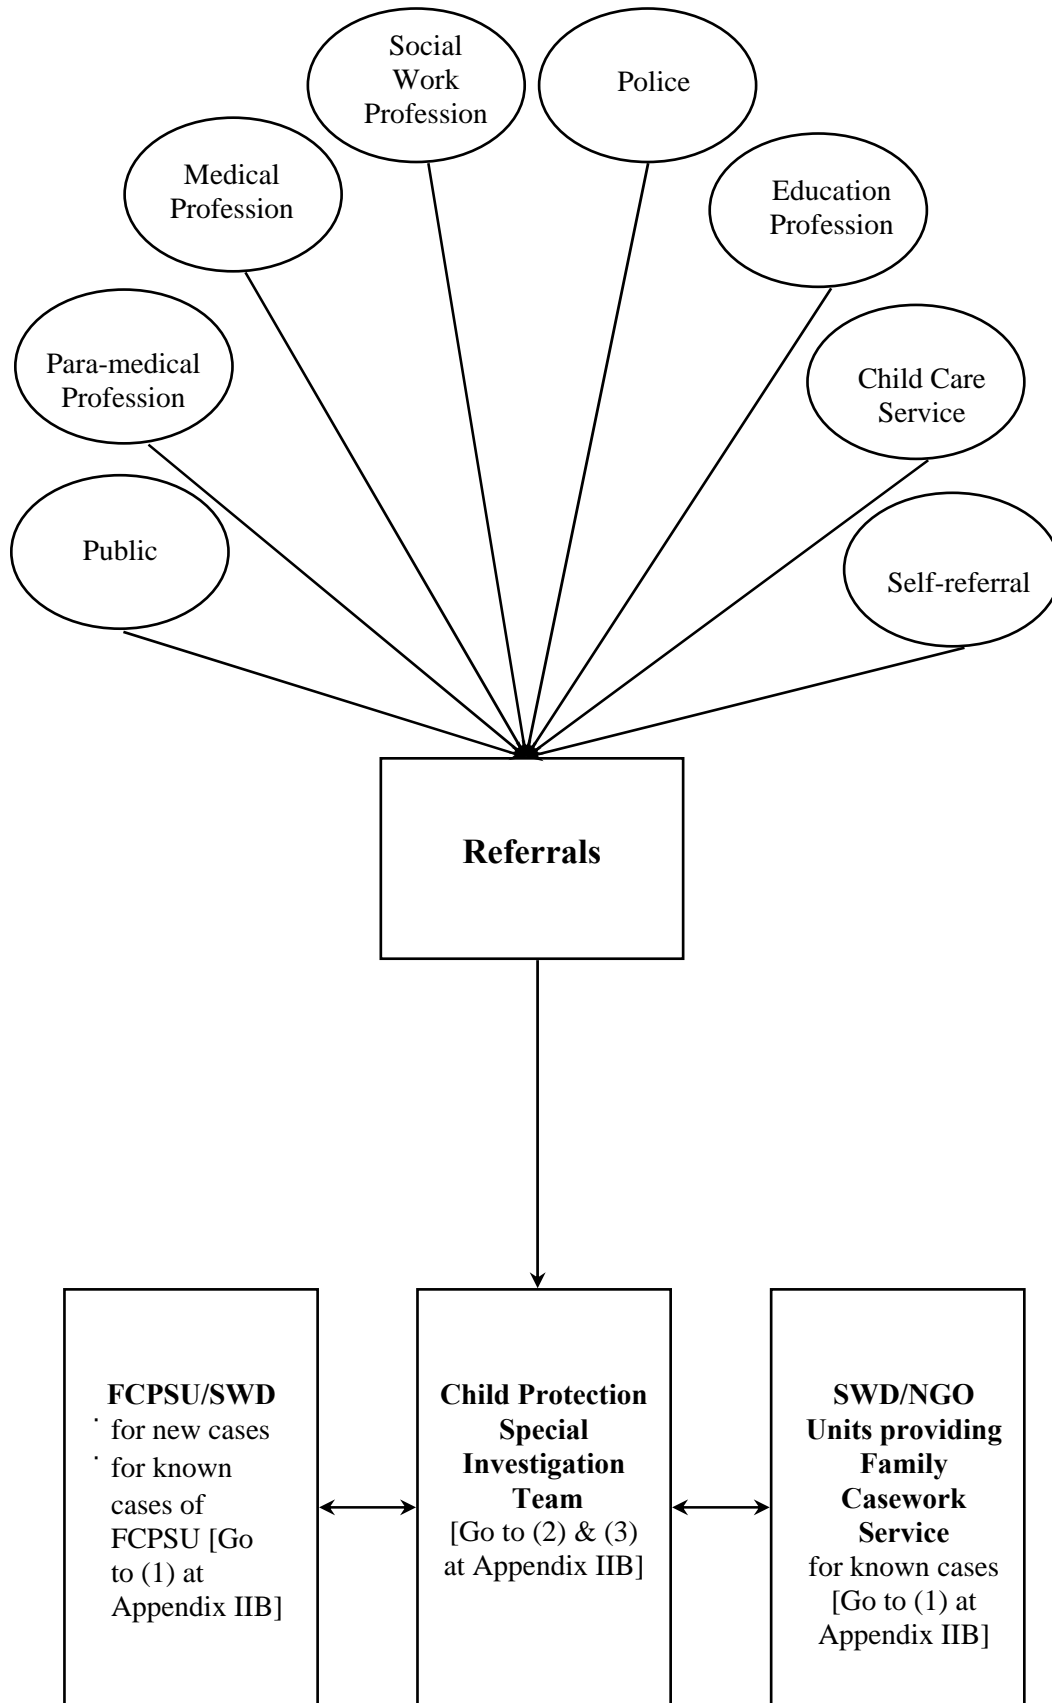 Social
Work
Profession
Police
Medical
Profession
Education
Profession
Para-medical
Profession
Child Care
Service
Public
Self-referral
Referrals
FCPSU/SWD
· for new cases
· for known
cases of
FCPSU [Go
to (1) at
Appendix IIB]
Child Protection
Special
Investigation
Team
[Go to (2) & (3)
at Appendix IIB]
SWD/NGO
Units providing
Family
Casework
Service
for known cases
[Go to (1) at
Appendix IIB]